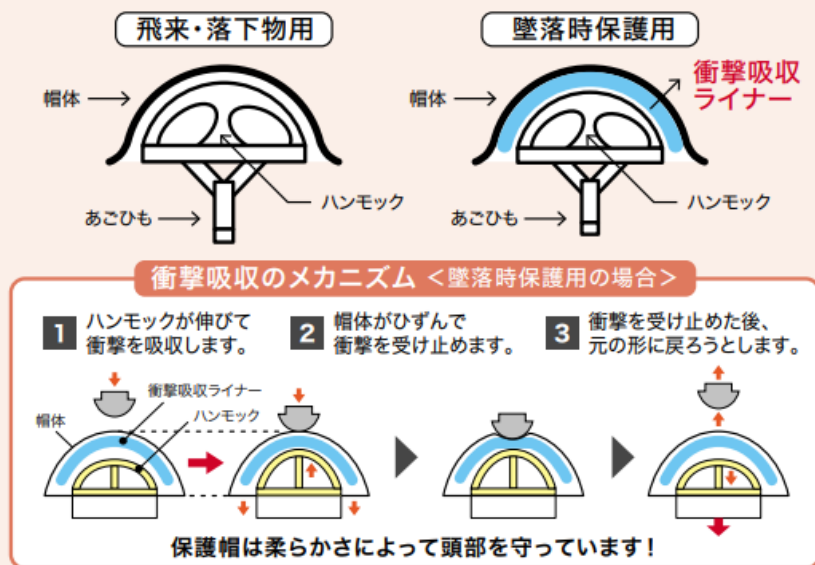 飛来・落下物用
墜落時保護用
帽体
ハンモック
あごひも
帽体
衝撃吸収
ライナー
ハンモック
あごひも
衝撃吸収のメカニズム <墜落時保護用の場合>
1 ハンモックが伸びて
衝撃を吸収します。
2 帽体がひずんで
衝撃を受け止めます。
3 衝撃を受け止めた後、
元の形に戻ろうとします。
衝撃吸収ライナー
帽体
ハンモック
保護帽は柔らかさによって頭部を守っています!